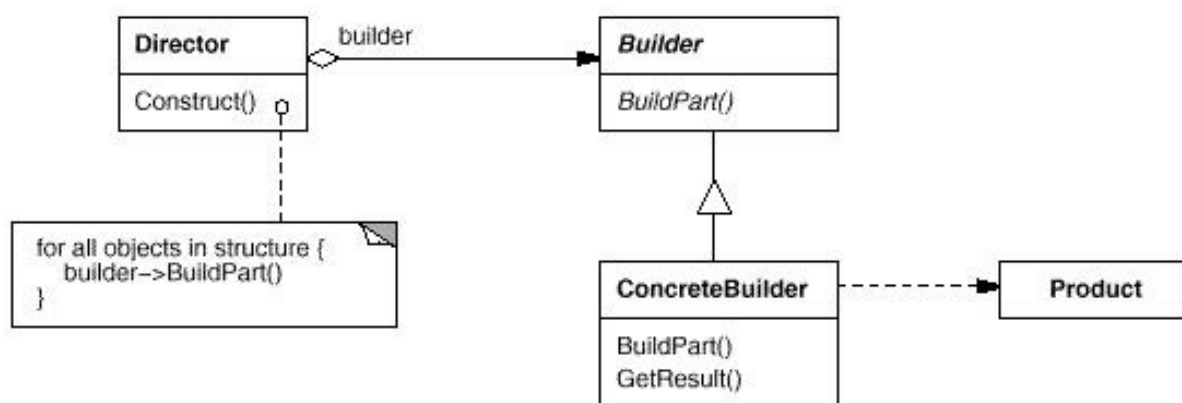 Director
Construct()
builder
Builder
BuildPart()
for all objects in structure {
builder->BuildPart()
}
ConcreteBuilder
BuildPart()
GetResult()
Product